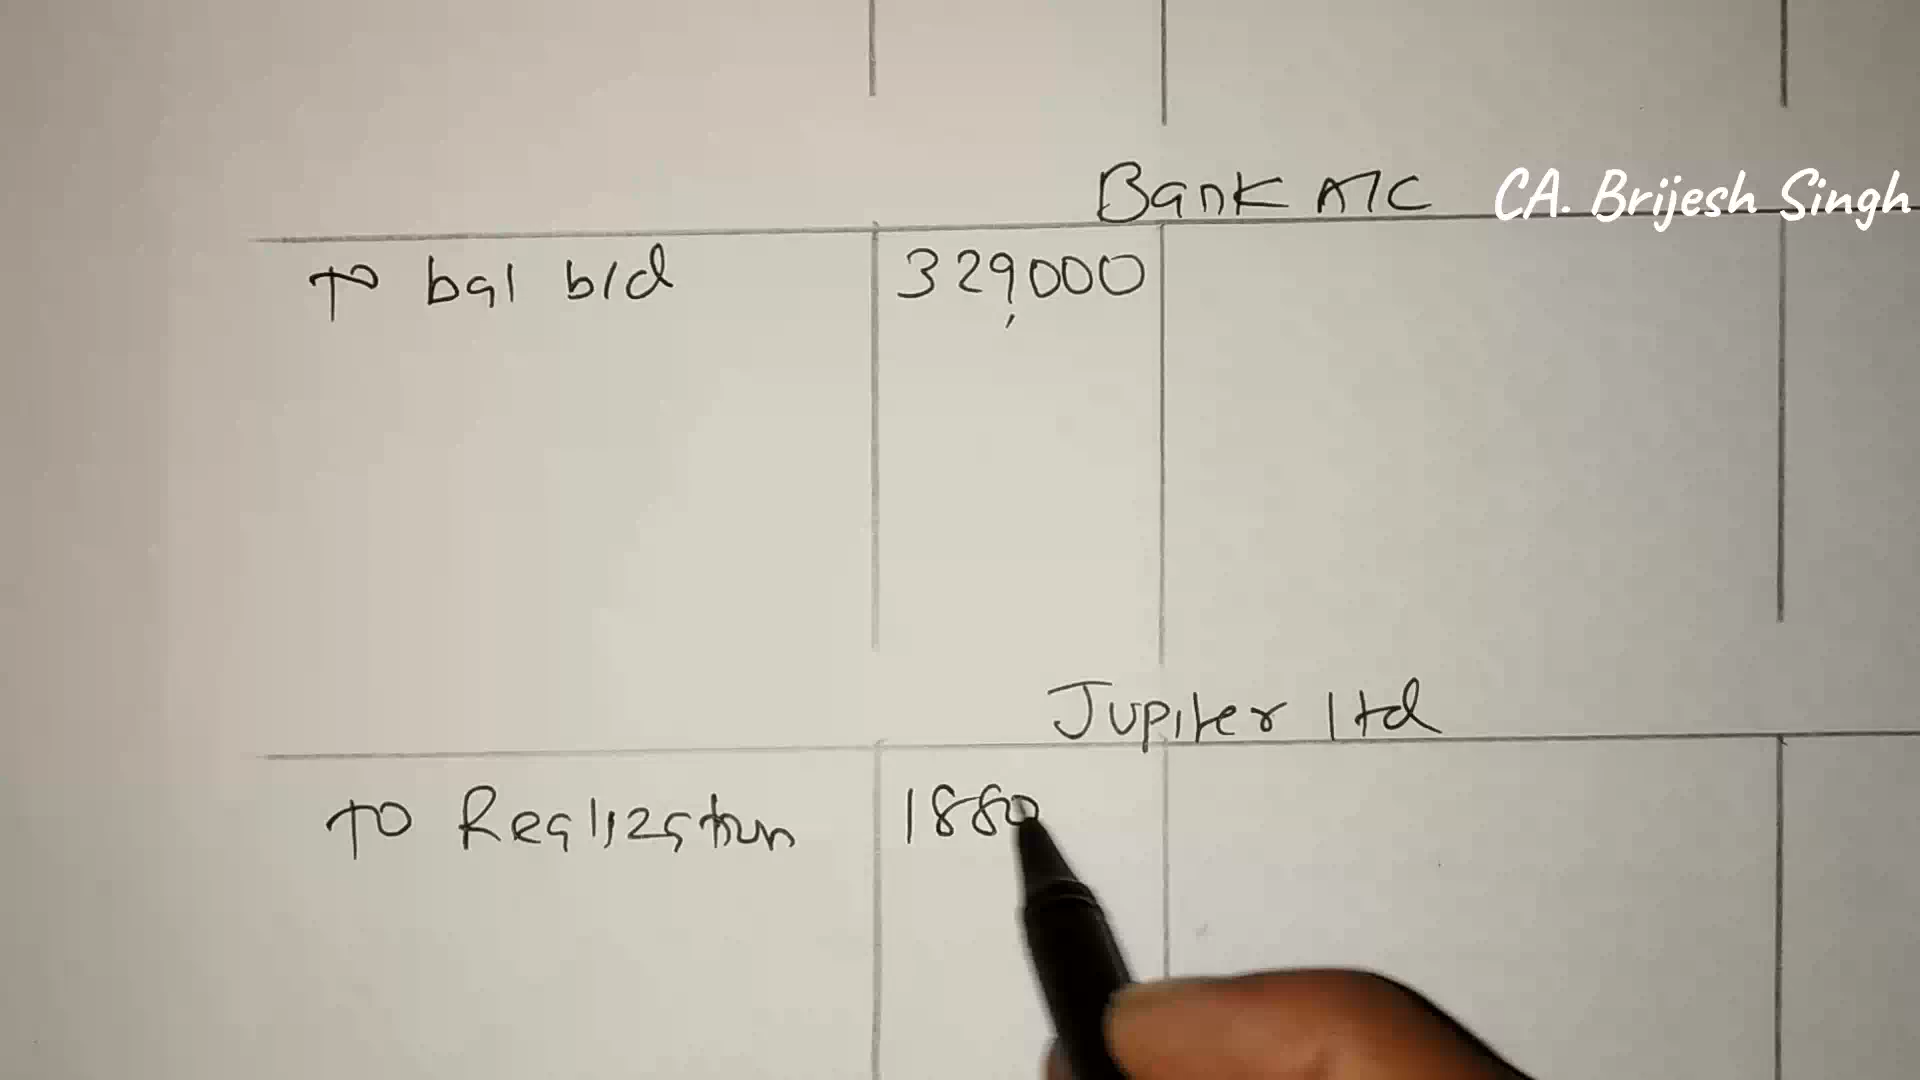 Bank A/C CA. Brijesh Singh
To bal b/d 329,000
Jupiter ltd
To Realization 1880